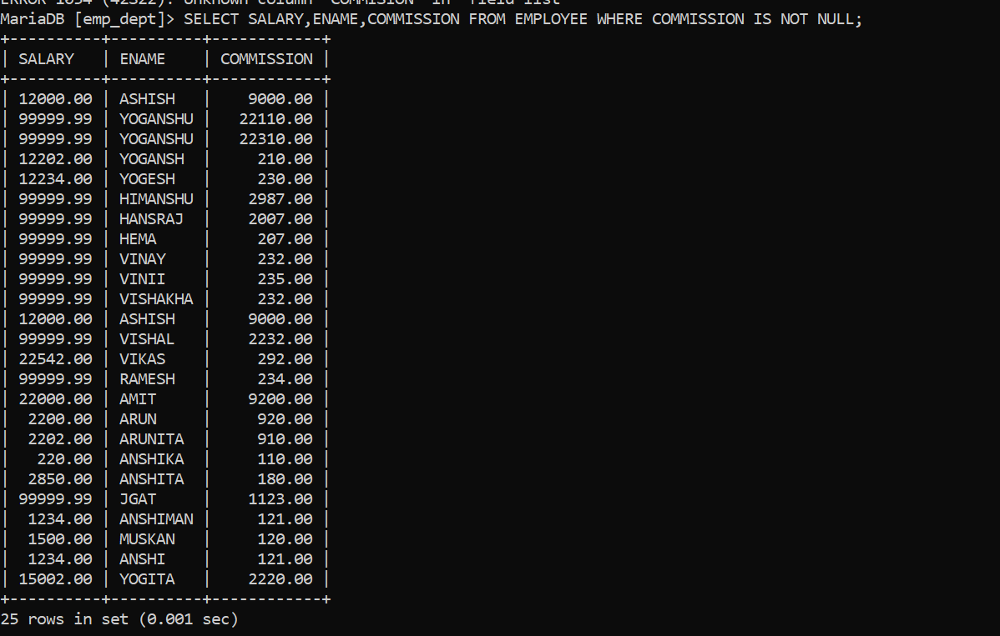 ERROR 1054 (42S22): Unknown column 'COMMISION' in 'field list'
MariaDB [emp_dept]> SELECT SALARY,ENAME,COMMISSION FROM EMPLOYEE WHERE COMMISSION IS NOT NULL;
+----------+----------+------------+
| SALARY   | ENAME    | COMMISSION |
+----------+----------+------------+
| 12000.00 | ASHISH   |    9000.00 |
| 99999.99 | YOGANSHU |   22110.00 |
| 99999.99 | YOGANSHU |   22310.00 |
| 12202.00 | YOGANSH  |     210.00 |
| 12234.00 | YOGESH   |     230.00 |
| 99999.99 | HIMANSHU |    2987.00 |
| 99999.99 | HANSRAJ  |    2007.00 |
| 99999.99 | HEMA     |     207.00 |
| 99999.99 | VINAY    |     232.00 |
| 99999.99 | VINII    |     235.00 |
| 99999.99 | VISHAKHA |     232.00 |
| 12000.00 | ASHISH   |    9000.00 |
| 99999.99 | VISHAL   |    2232.00 |
| 22542.00 | VIKAS    |     292.00 |
| 99999.99 | RAMESH   |     234.00 |
| 22000.00 | AMIT     |    9200.00 |
|  2200.00 | ARUN     |     920.00 |
|  2202.00 | ARUNITA  |     910.00 |
|   220.00 | ANSHIKA  |     110.00 |
|  2850.00 | ANSHITA  |     180.00 |
| 99999.99 | JGAT     |    1123.00 |
|  1234.00 | ANSHIMAN |     121.00 |
|  1500.00 | MUSKAN   |     120.00 |
|  1234.00 | ANSHI    |     121.00 |
| 15002.00 | YOGITA   |    2220.00 |
+----------+----------+------------+
25 rows in set (0.001 sec)